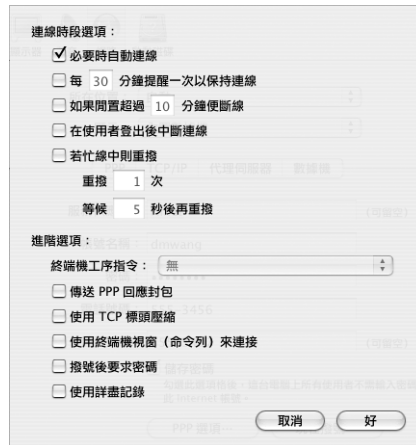 連線時段選項：
必要時自動連線
每 30 分鐘提醒一次以保持連線
如果閒置超過 10 分鐘便斷線
在使用者登出後中斷連線
若忙線中則重撥
重撥 1 次
等候 5 秒後再重撥
進階選項：
終端機工序指令： 無
傳送 PPP 回應封包
使用 TCP 標頭壓縮
使用終端機視窗（命令列）來連接
撥號後要求密碼
使用詳盡記錄
取消 好